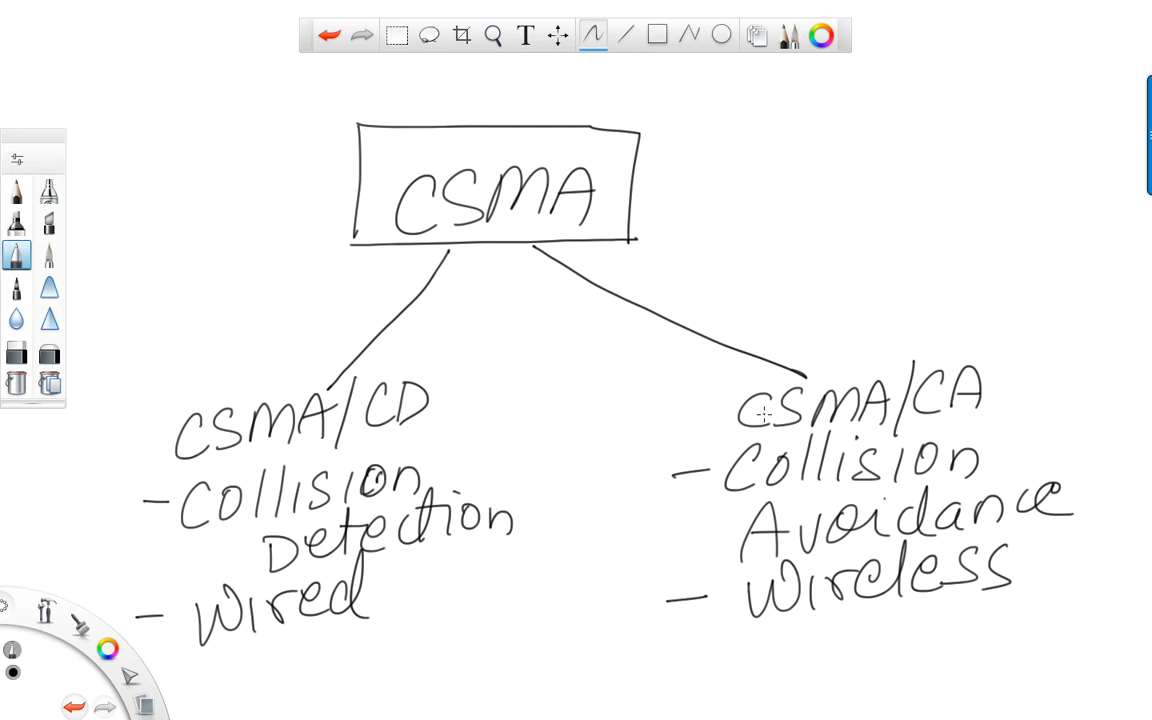 T
CSMA
CSMA/CD
- Collision
Detection
- Wired
CSMA/CA
- Collision
Avoidance
- Wireless